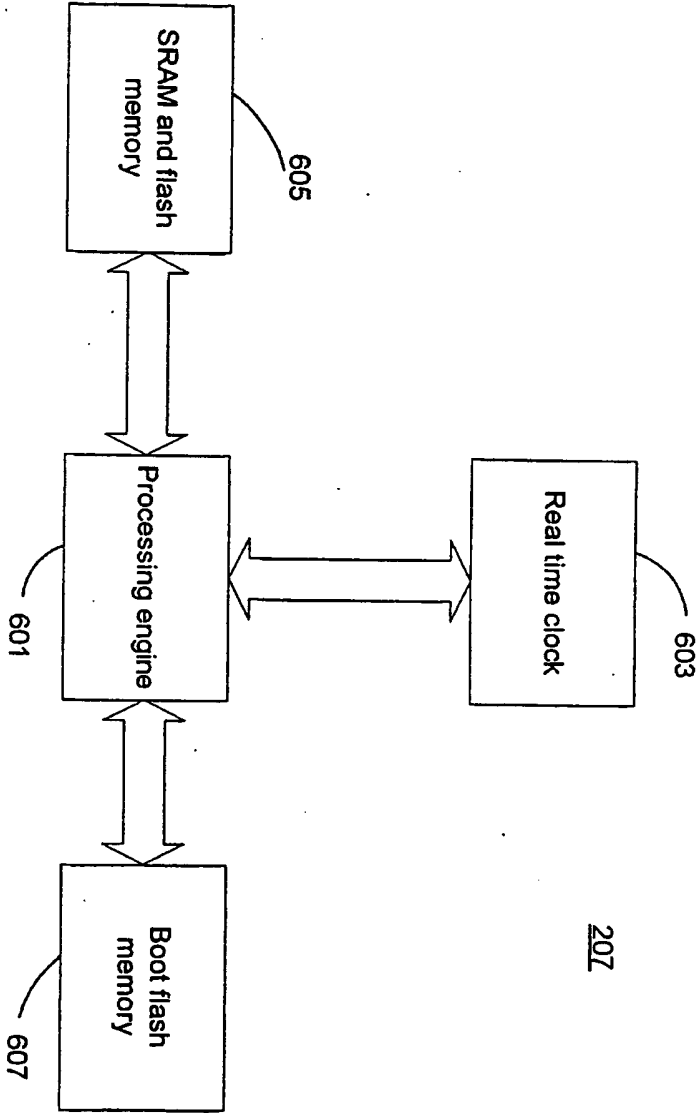 SRAM and flash
memory
605
Processing engine
601
Real time clock
603
Boot flash
memory
607
207